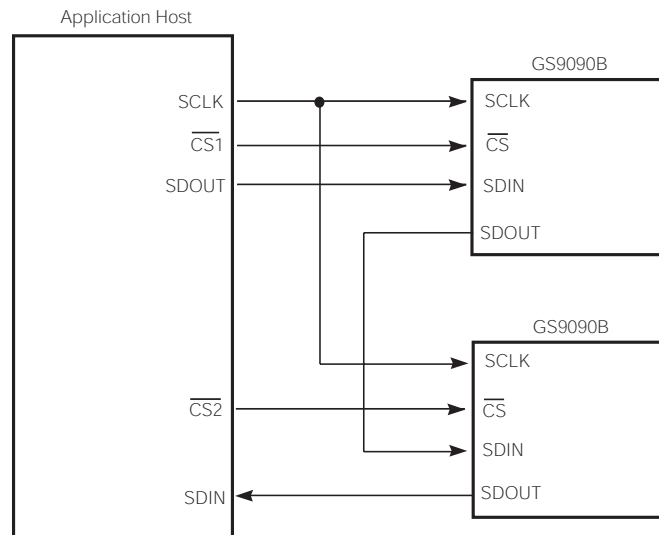 Application Host
SCLK
CS1
SDOUT
CS2
SDIN
GS9090B
SCLK
CS
SDIN
SDOUT
GS9090B
SCLK
CS
SDIN
SDOUT